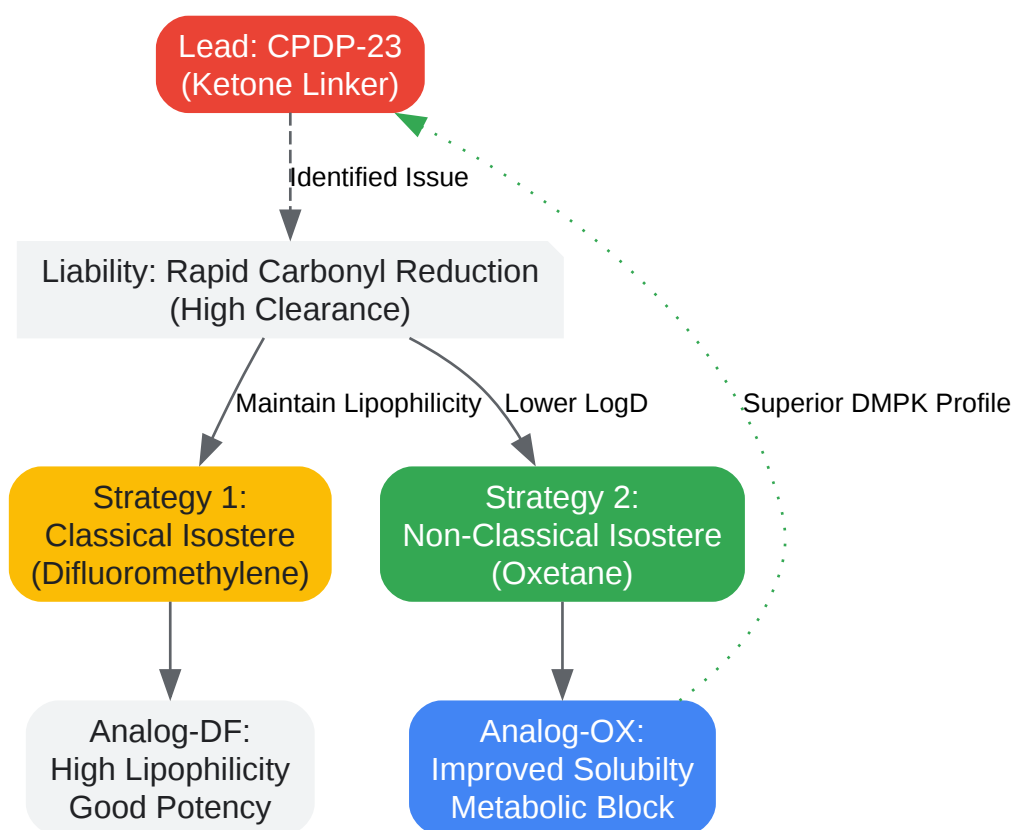 Lead: CPDP-23
(Ketone Linker)
Identified Issue
Liability: Rapid Carbonyl Reduction
(High Clearance)
Maintain Lipophilicity
Lower LogD
Superior DMPK Profile
Strategy 1:
Classical Isostere
(Difluoromethylene)
Strategy 2:
Non-Classical Isostere
(Oxetane)
Analog-DF:
High Lipophilicity
Good Potency
Analog-OX:
Improved Solubilty
Metabolic Block